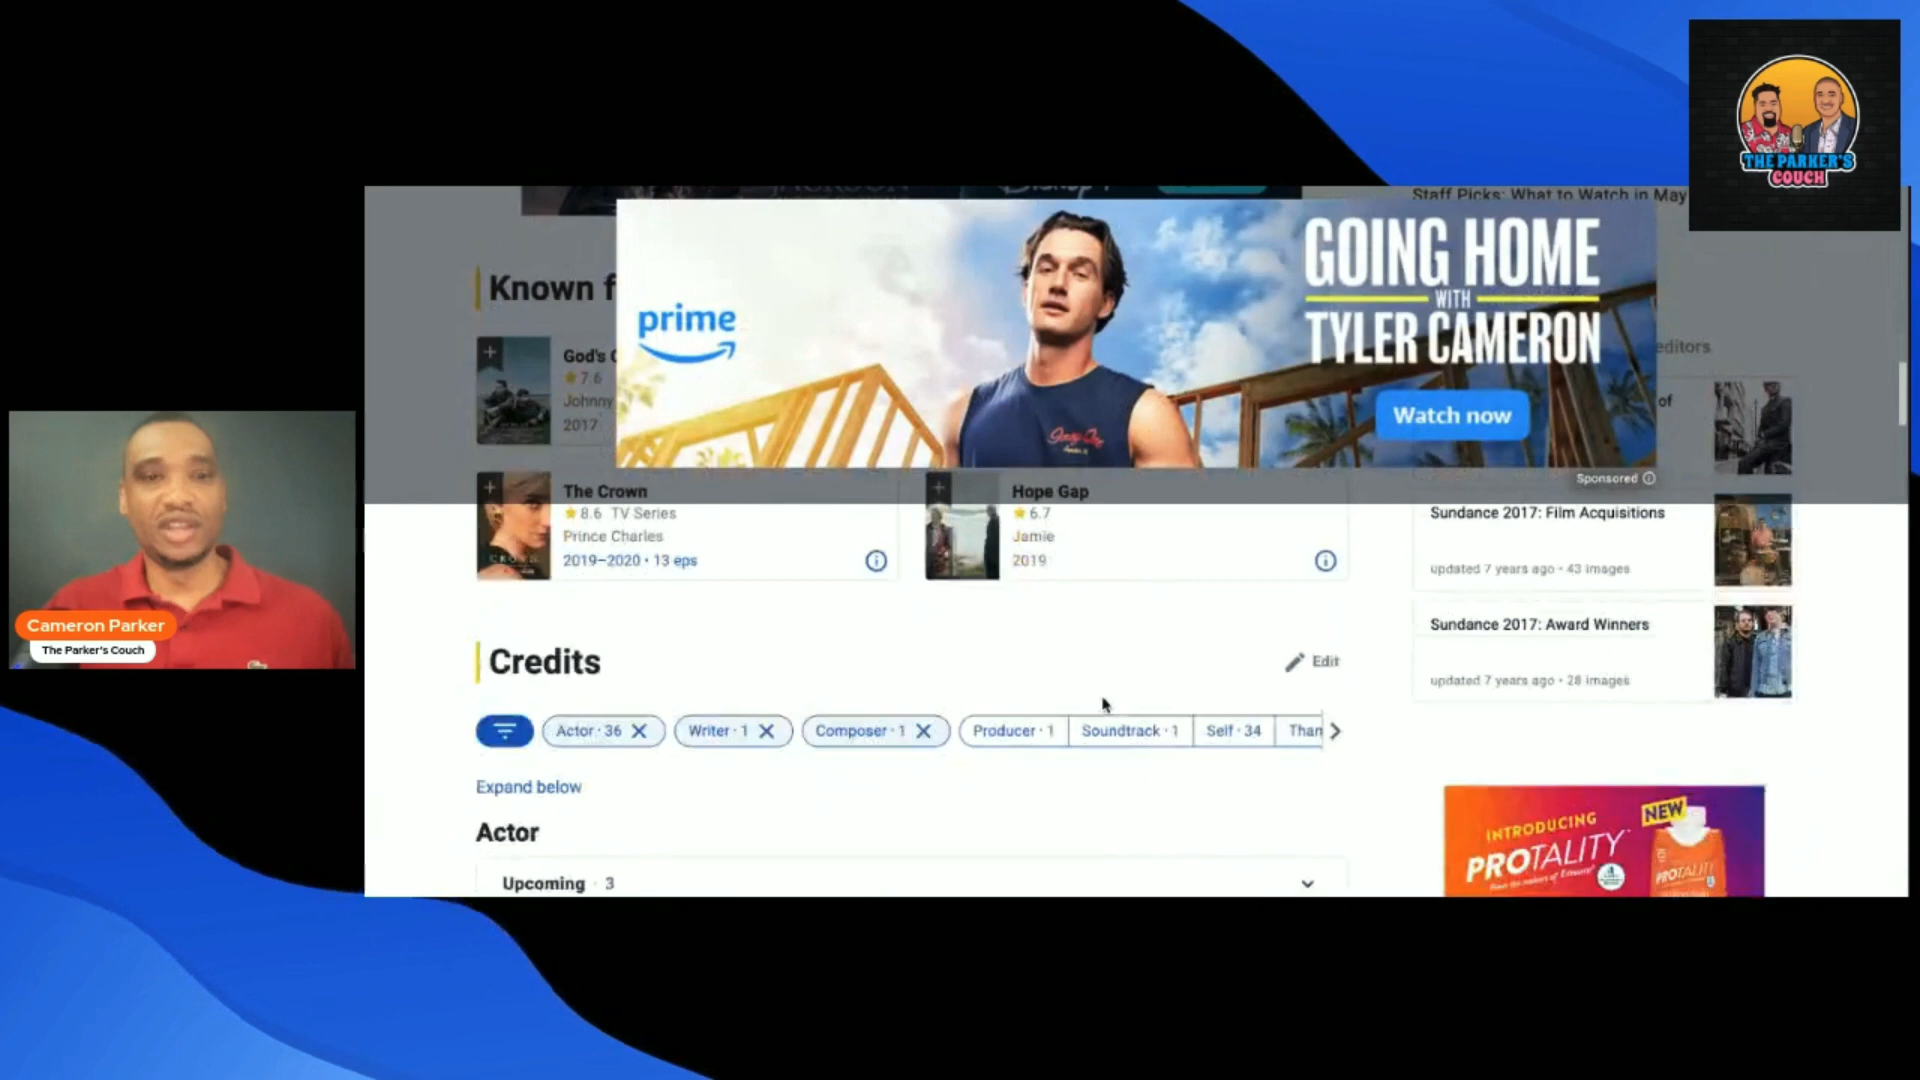 THE PARKER'S
COUCH
Staff Picks: What to Watch in May
Known f
prime
GOING HOME
WITH
TYLER CAMERON
Watch now
Sponsored
God's
7.6
Johnny
2017
editors
of
The Crown
8.6 TV Series
Prince Charles
2019–2020 · 13 eps
Hope Gap
6.7
Jamie
2019
Sundance 2017: Film Acquisitions
updated 7 years ago · 43 images
Sundance 2017: Award Winners
updated 7 years ago · 28 images
Cameron Parker
The Parker's Couch
Credits
Edit
Actor · 36
Writer · 1
Composer · 1
Producer · 1
Soundtrack · 1
Self · 34
Than
Expand below
Actor
Upcoming · 3
INTRODUCING
NEW
PROTALITY
PROTALITY